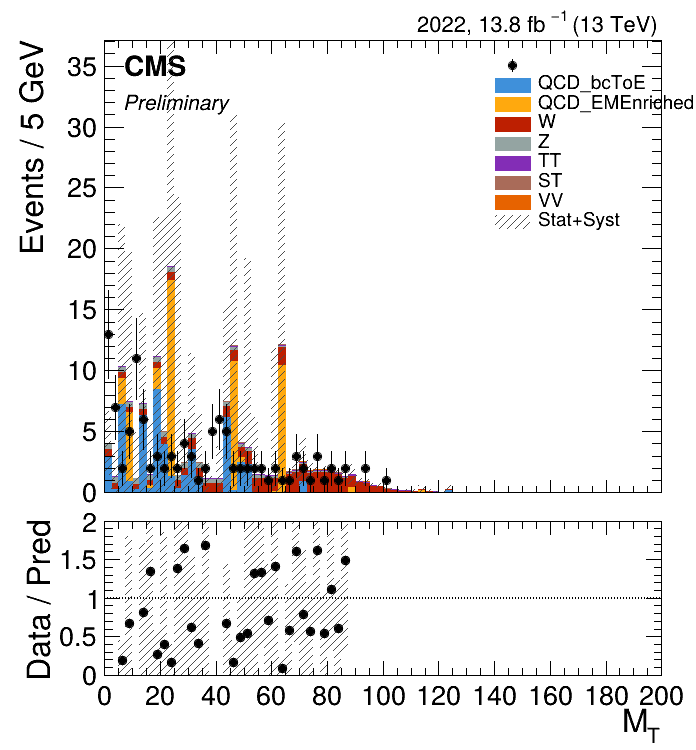 2022, 13.8 fb⁻¹ (13 TeV)
Events / 5 GeV
35
30
25
20
15
10
5
0
CMS
Preliminary
QCD_bcToE
QCD_EMEnriched
W
Z
TT
ST
VV
Stat+Syst
Data / Pred
2
1.5
1
0.5
0
0 20 40 60 80 100 120 140 160 180 200
M_T